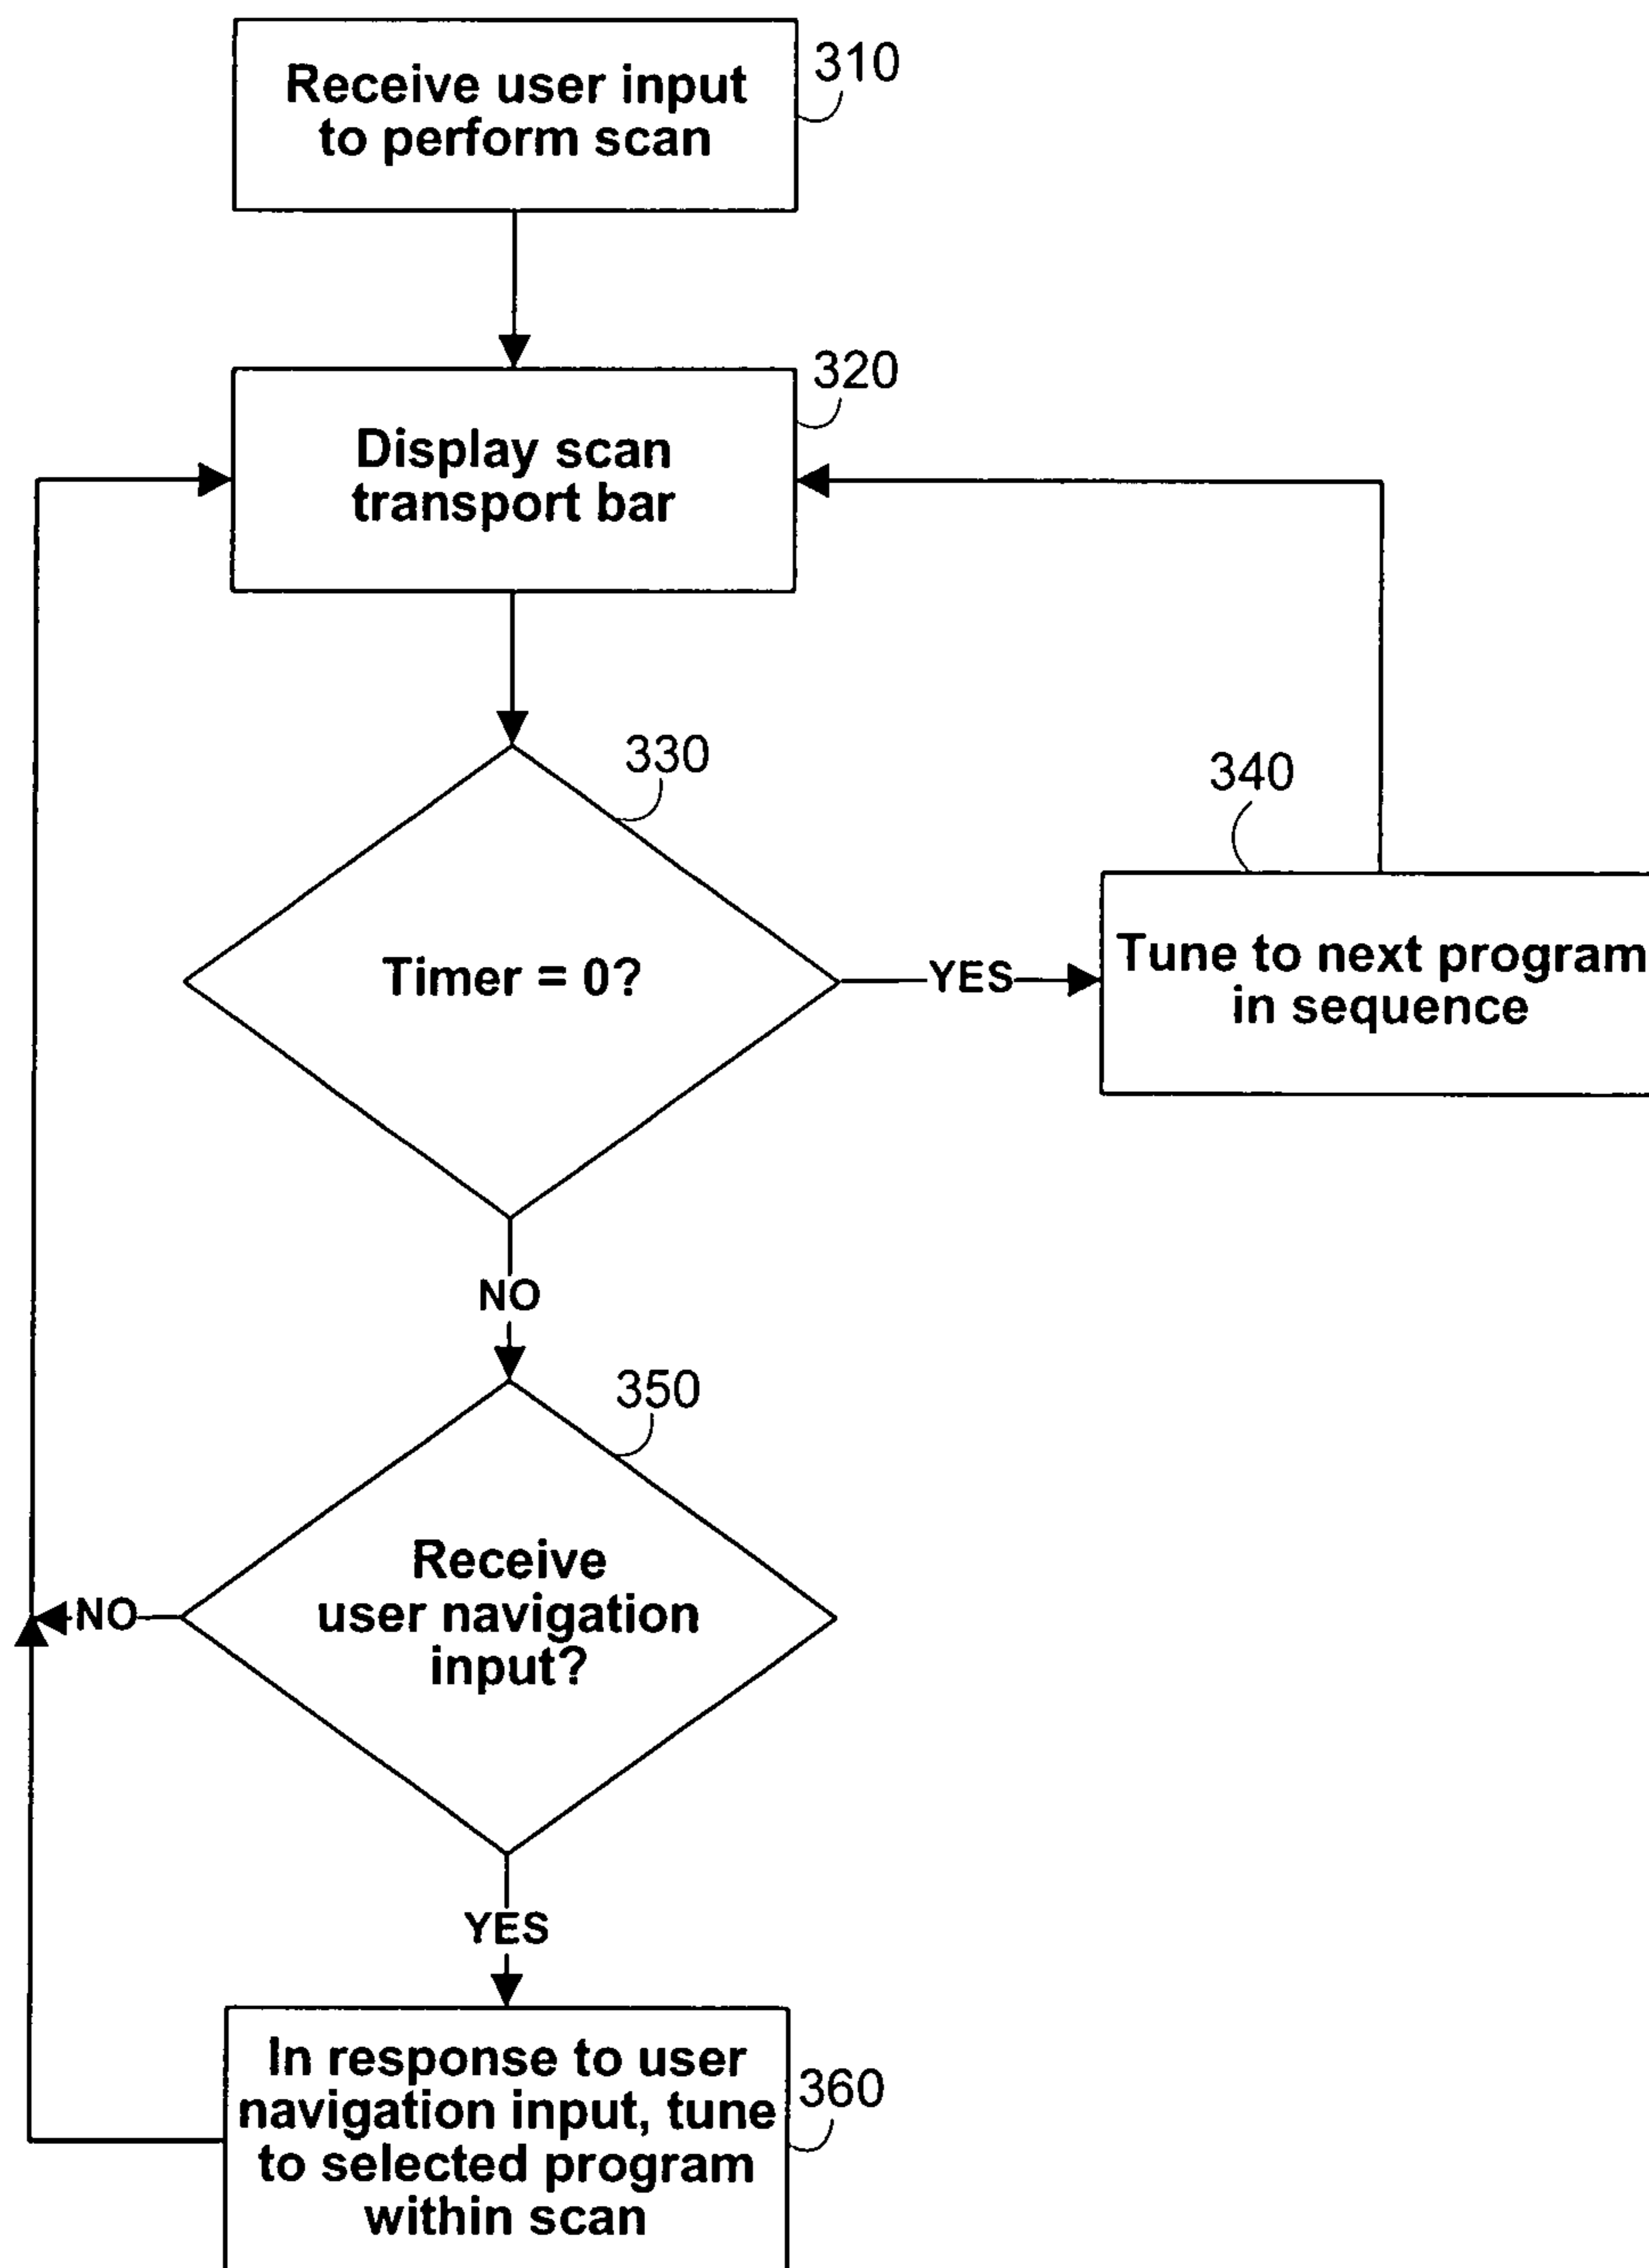 Receive user input
to perform scan
310
320
Display scan
transport bar
330
340
Timer = 0?
YES
Tune to next program
in sequence
NO
350
Receive
user navigation
input?
NO
YES
In response to user
navigation input, tune
to selected program
within scan
360